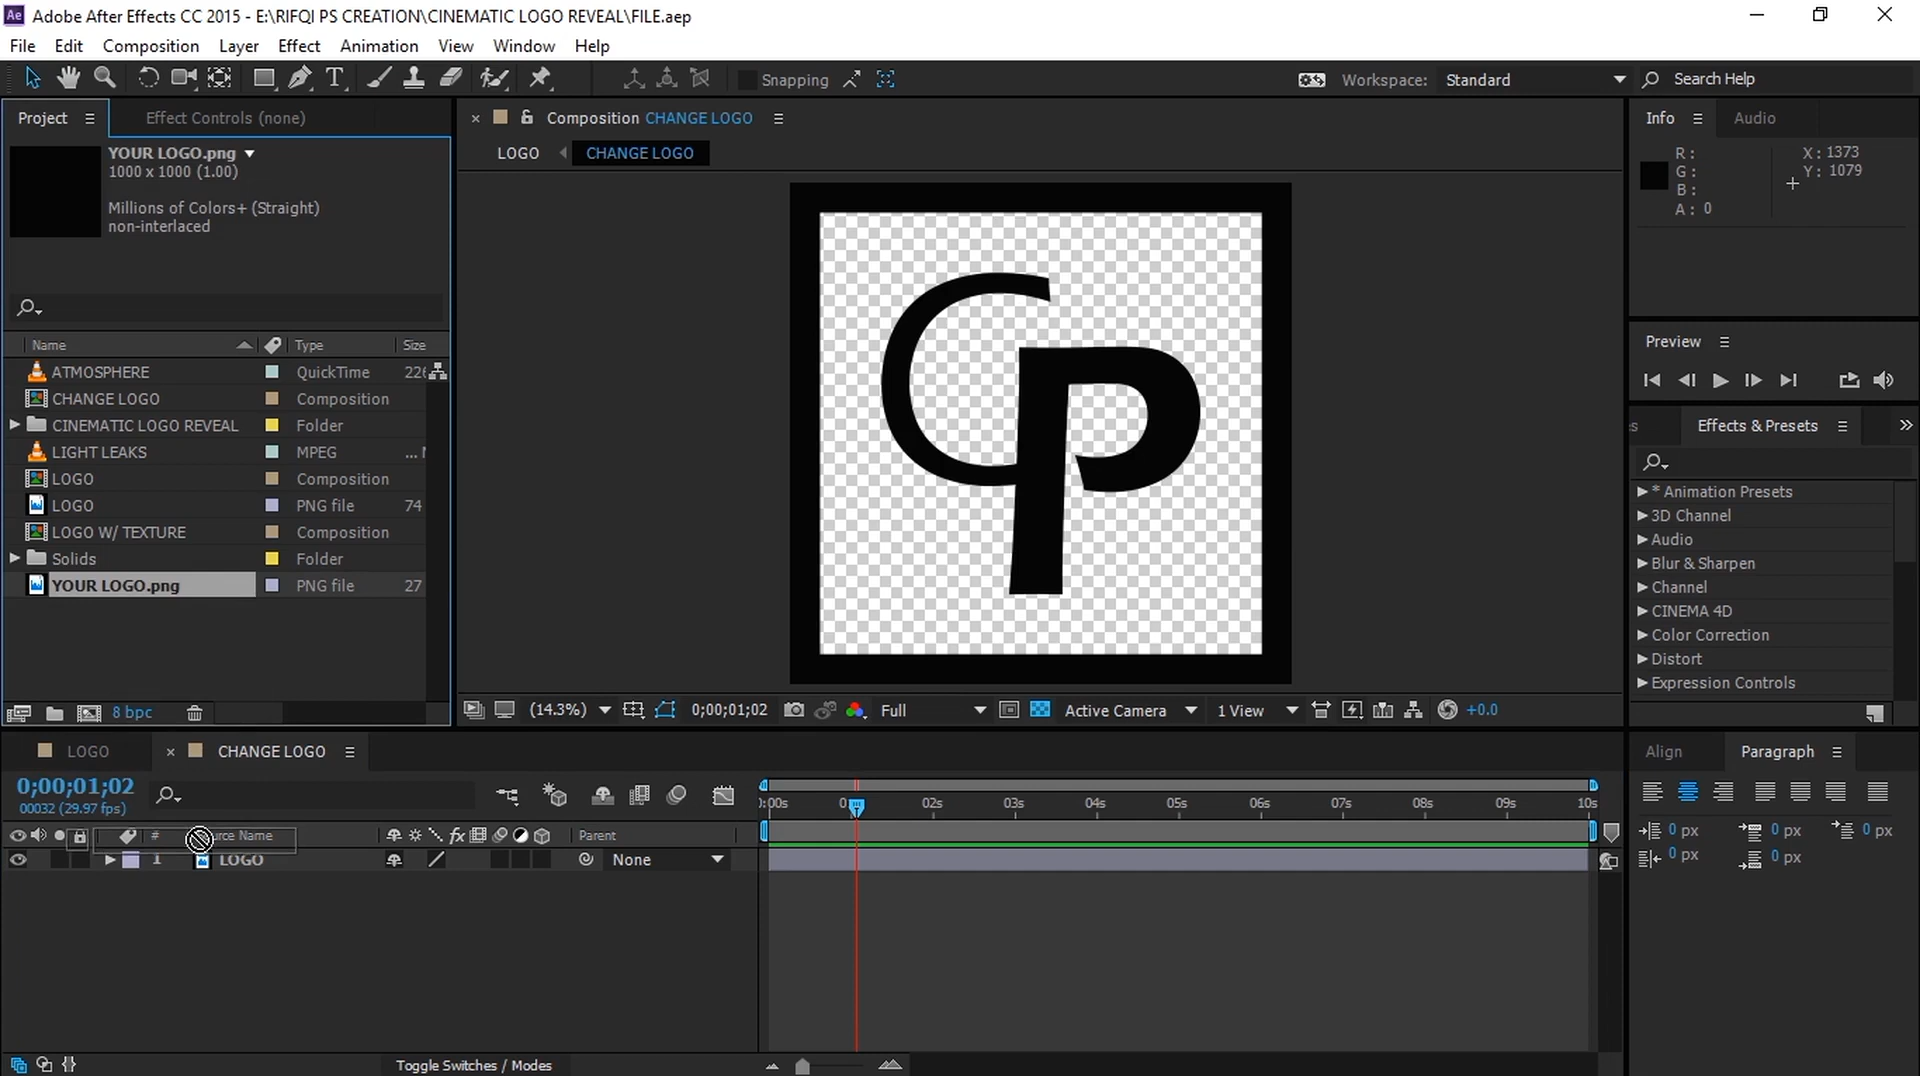 Ae Adobe After Effects CC 2015 - E:\RIFQI PS CREATION\CINEMATIC LOGO REVEAL\FILE.aep
File Edit Composition Layer Effect Animation View Window Help
Snapping Workspace: Standard Search Help
Project Effect Controls (none)
YOUR LOGO.png
1000 x 1000 (1.00)
Millions of Colors+ (Straight)
non-interlaced
Name Type Size
ATMOSPHERE QuickTime 226
CHANGE LOGO Composition
CINEMATIC LOGO REVEAL Folder
LIGHT LEAKS MPEG ...
LOGO Composition
LOGO PNG file 74
LOGO W/ TEXTURE Composition
Solids Folder
YOUR LOGO.png PNG file 27
8 bpc
Composition CHANGE LOGO
LOGO CHANGE LOGO
CP
(14.3%) 0;00;01;02 Full Active Camera 1 View +0.0
Info Audio
R: X: 1373
G: Y: 1079
B:
A: 0
Preview
Effects & Presets
* Animation Presets
3D Channel
Audio
Blur & Sharpen
Channel
CINEMA 4D
Color Correction
Distort
Expression Controls
LOGO CHANGE LOGO
0;00;01;02
00032 (29.97 fps)
# Name fx Parent
1 LOGO None
:00s 02s 03s 04s 05s 06s 07s 08s 09s 10s
Toggle Switches / Modes
Align Paragraph
0 px 0 px 0 px
0 px 0 px